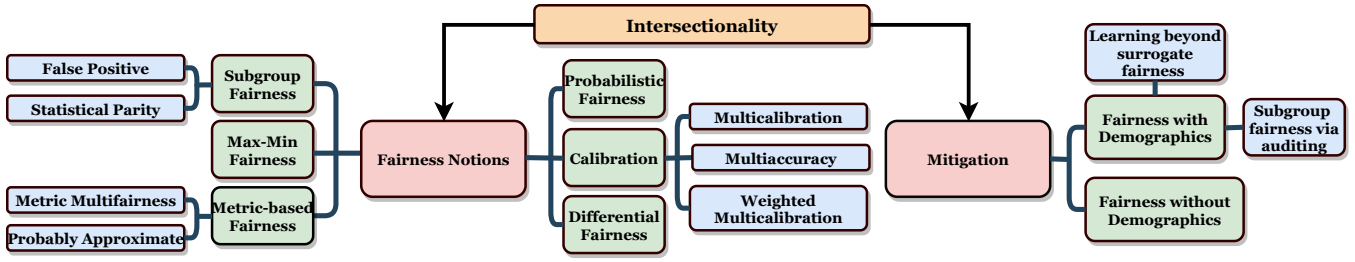 Intersectionality
False Positive
Statistical Parity
Subgroup
Fairness
Max-Min
Fairness
Metric Multifairness
Probably Approximate
Metric-based
Fairness
Fairness Notions
Probabilistic
Fairness
Calibration
Differential
Fairness
Multicalibration
Multiaccuracy
Weighted
Multicalibration
Mitigation
Learning beyond
surrogate
fairness
Fairness with
Demographics
Subgroup
fairness via
auditing
Fairness without
Demographics